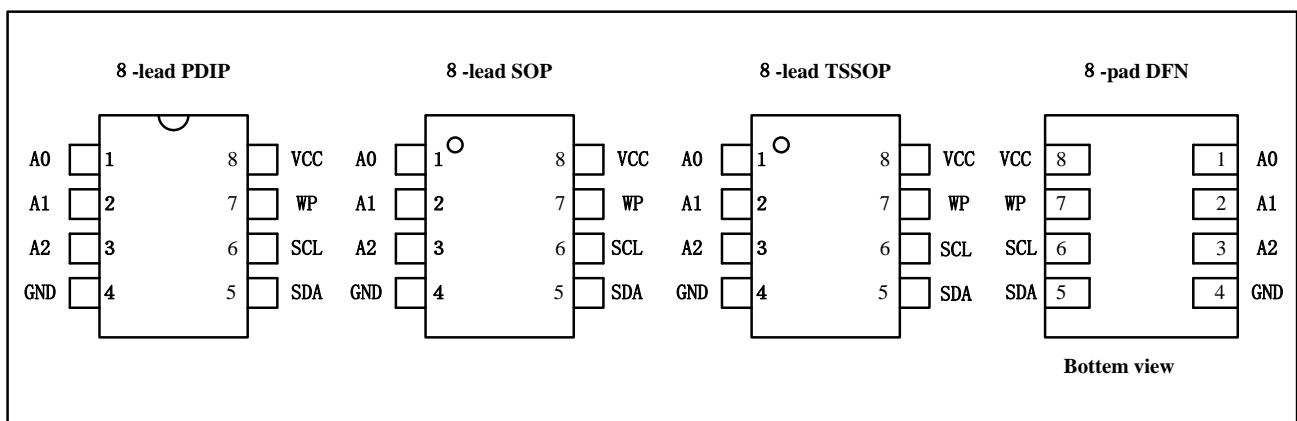 8 -lead PDIP
A0 1 8 VCC
A1 2 7 WP
A2 3 6 SCL
GND 4 5 SDA
8 -lead SOP
A0 1 8 VCC
A1 2 7 WP
A2 3 6 SCL
GND 4 5 SDA
8 -lead TSSOP
A0 1 8 VCC
A1 2 7 WP
A2 3 6 SCL
GND 4 5 SDA
8 -pad DFN
VCC 8 1 A0
WP 7 2 A1
SCL 6 3 A2
SDA 5 4 GND
Bottem view